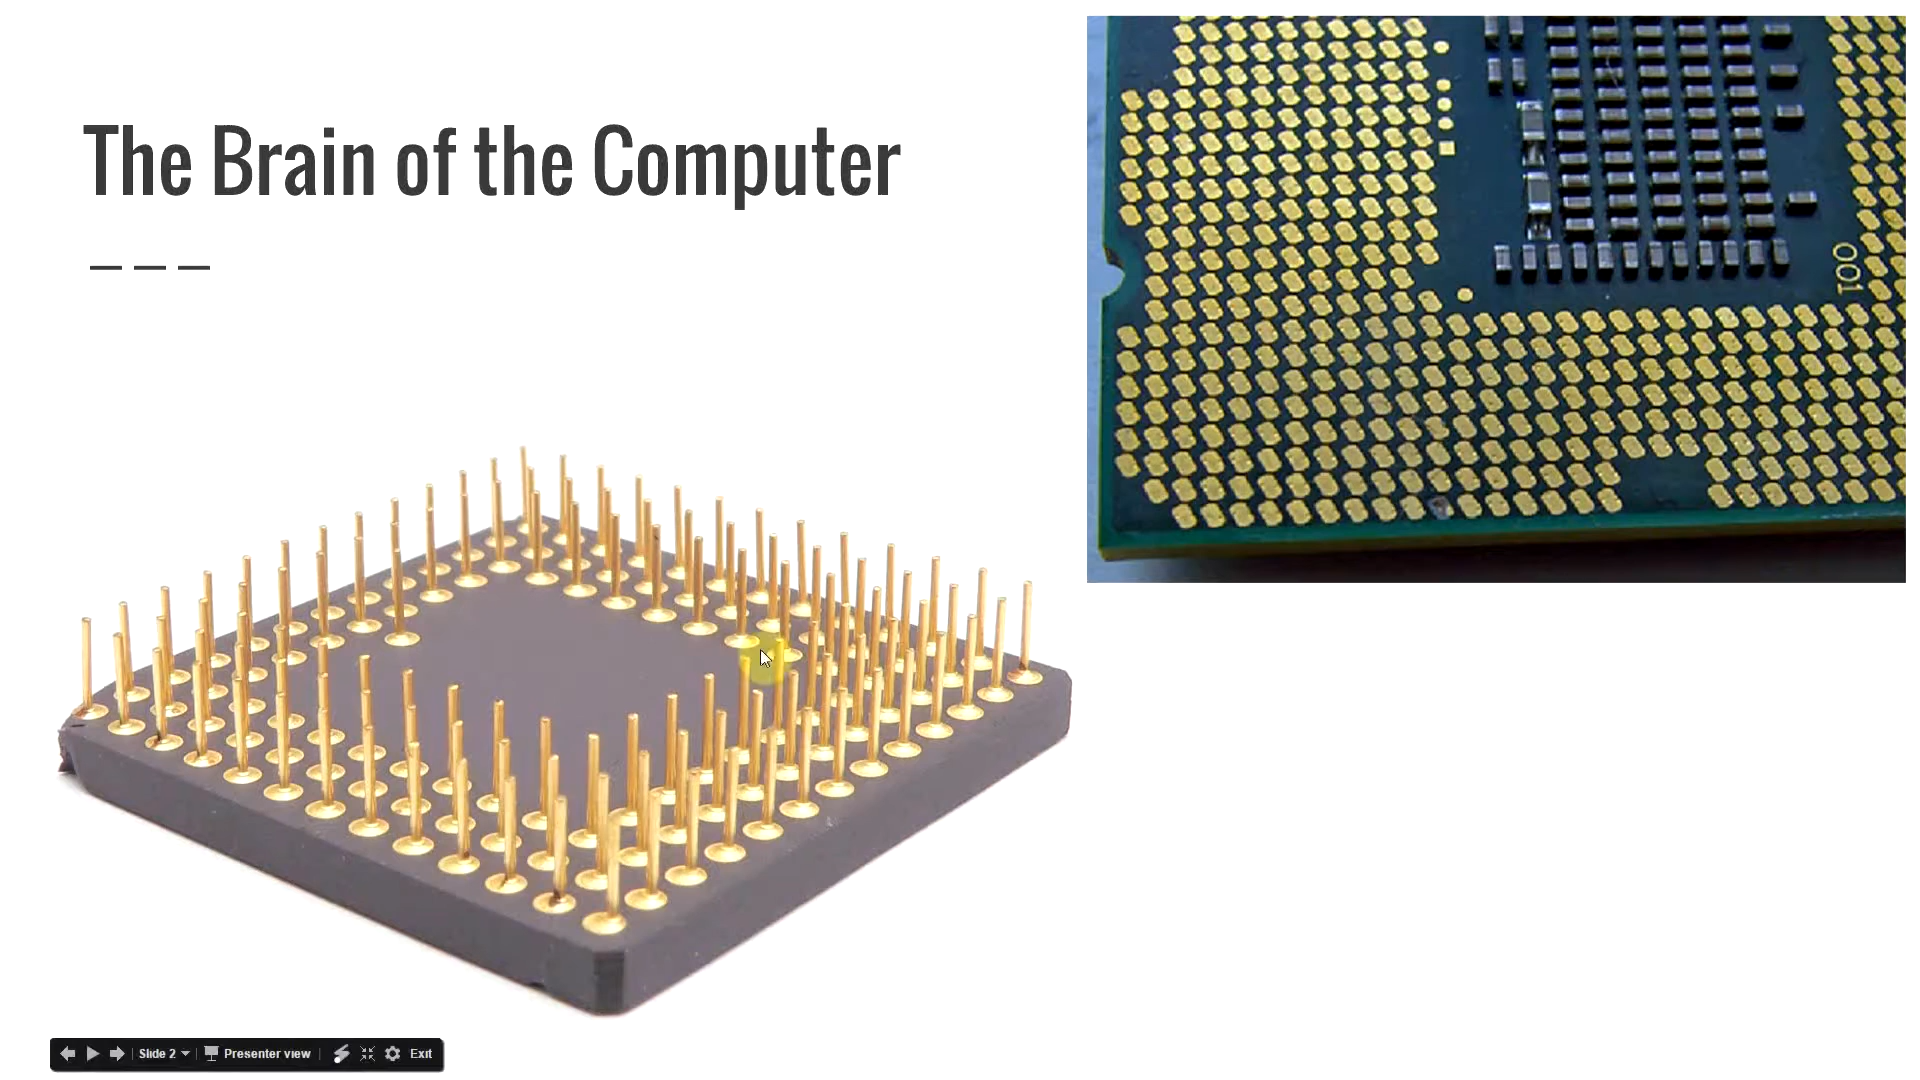 The Brain of the Computer
001
Slide 2
Presenter view
Exit